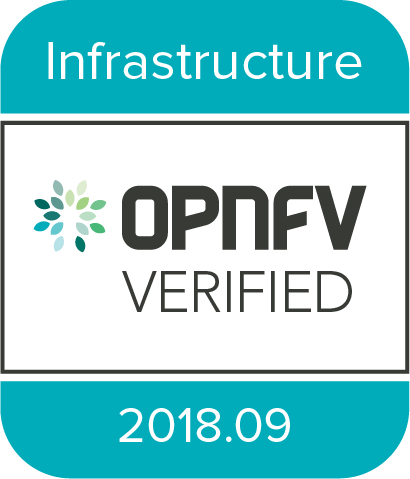 Infrastructure
OPNFV
VERIFIED
2018.09